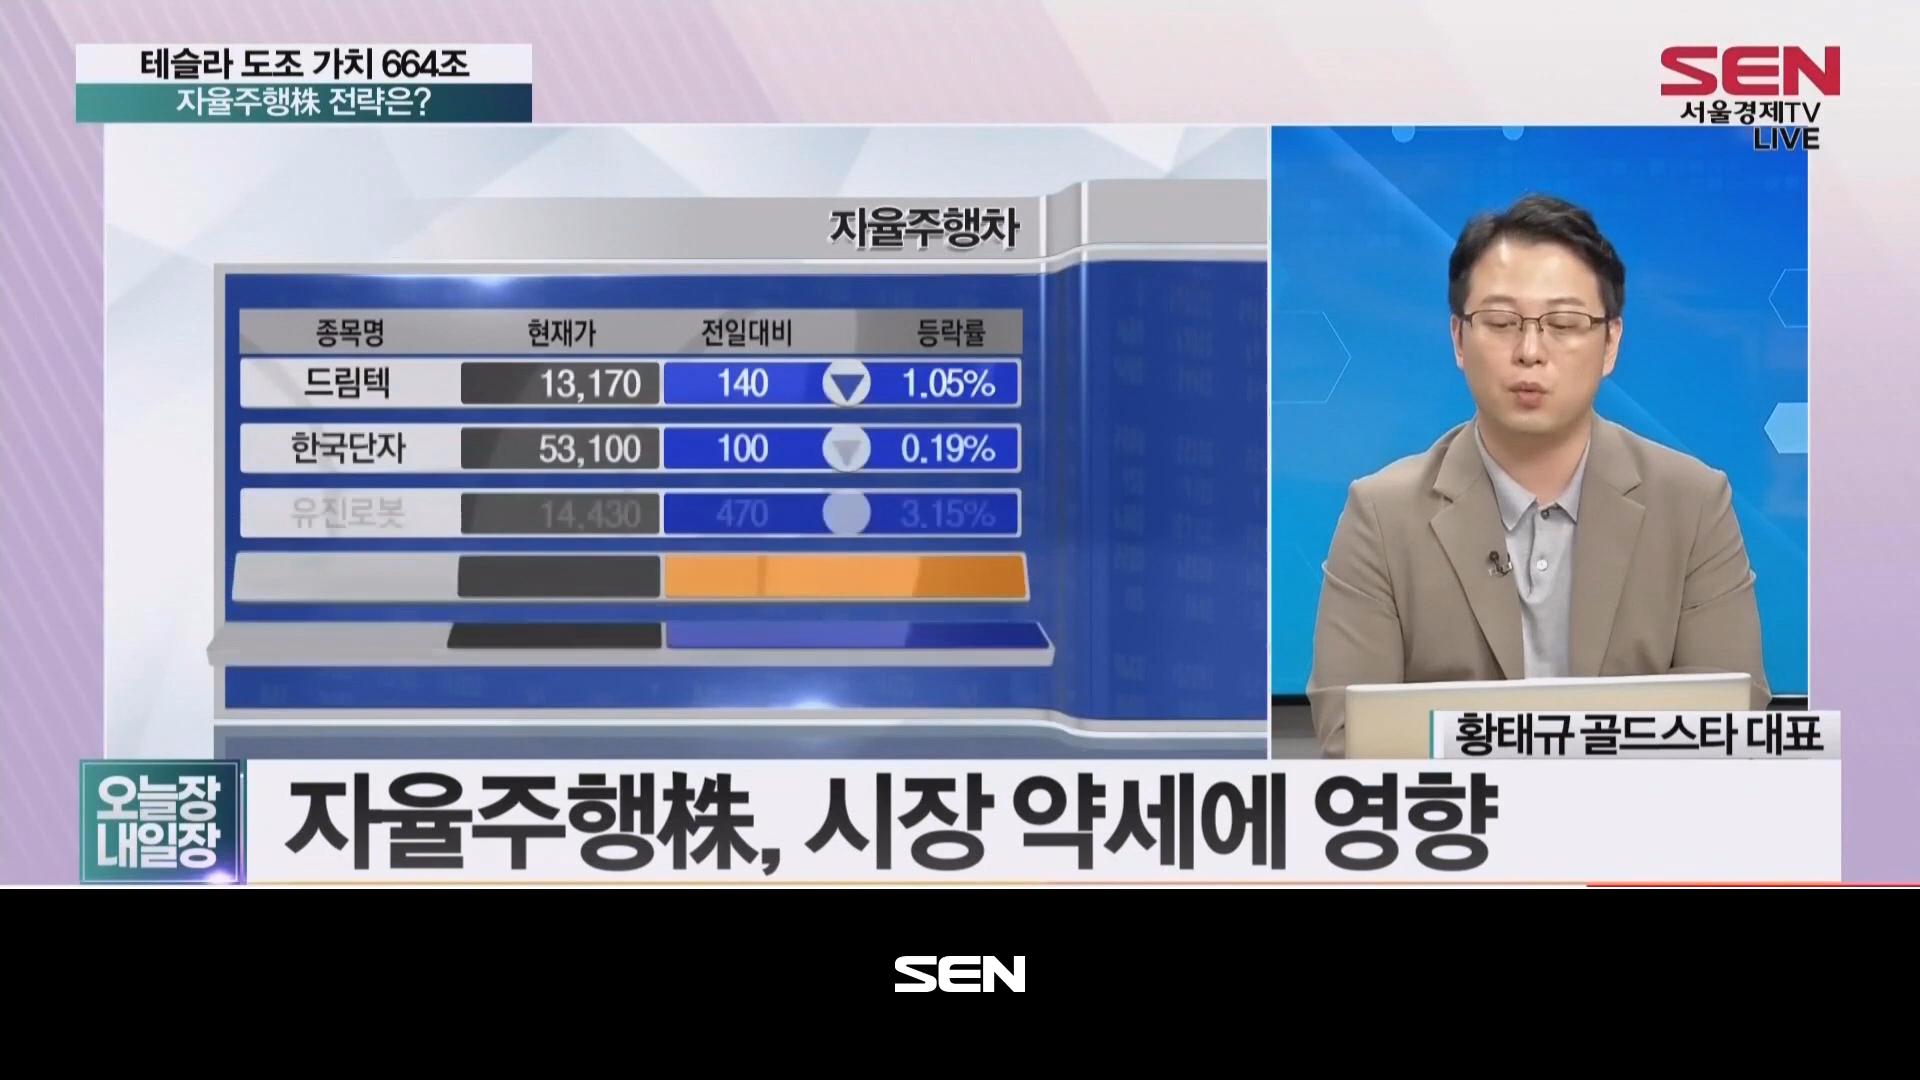 테슬라 도조 가치 664조
자율주행株 전략은?
SEN
서울경제TV
LIVE
자율주행차
종목명 현재가 전일대비 등락률
드림텍 13,170 140 ▼ 1.05%
한국단자 53,100 100 ▼ 0.19%
유진로봇 14,430 470 3.15%
황태규 골드스타 대표
오늘장
내일장
자율주행株, 시장 약세에 영향
SEN